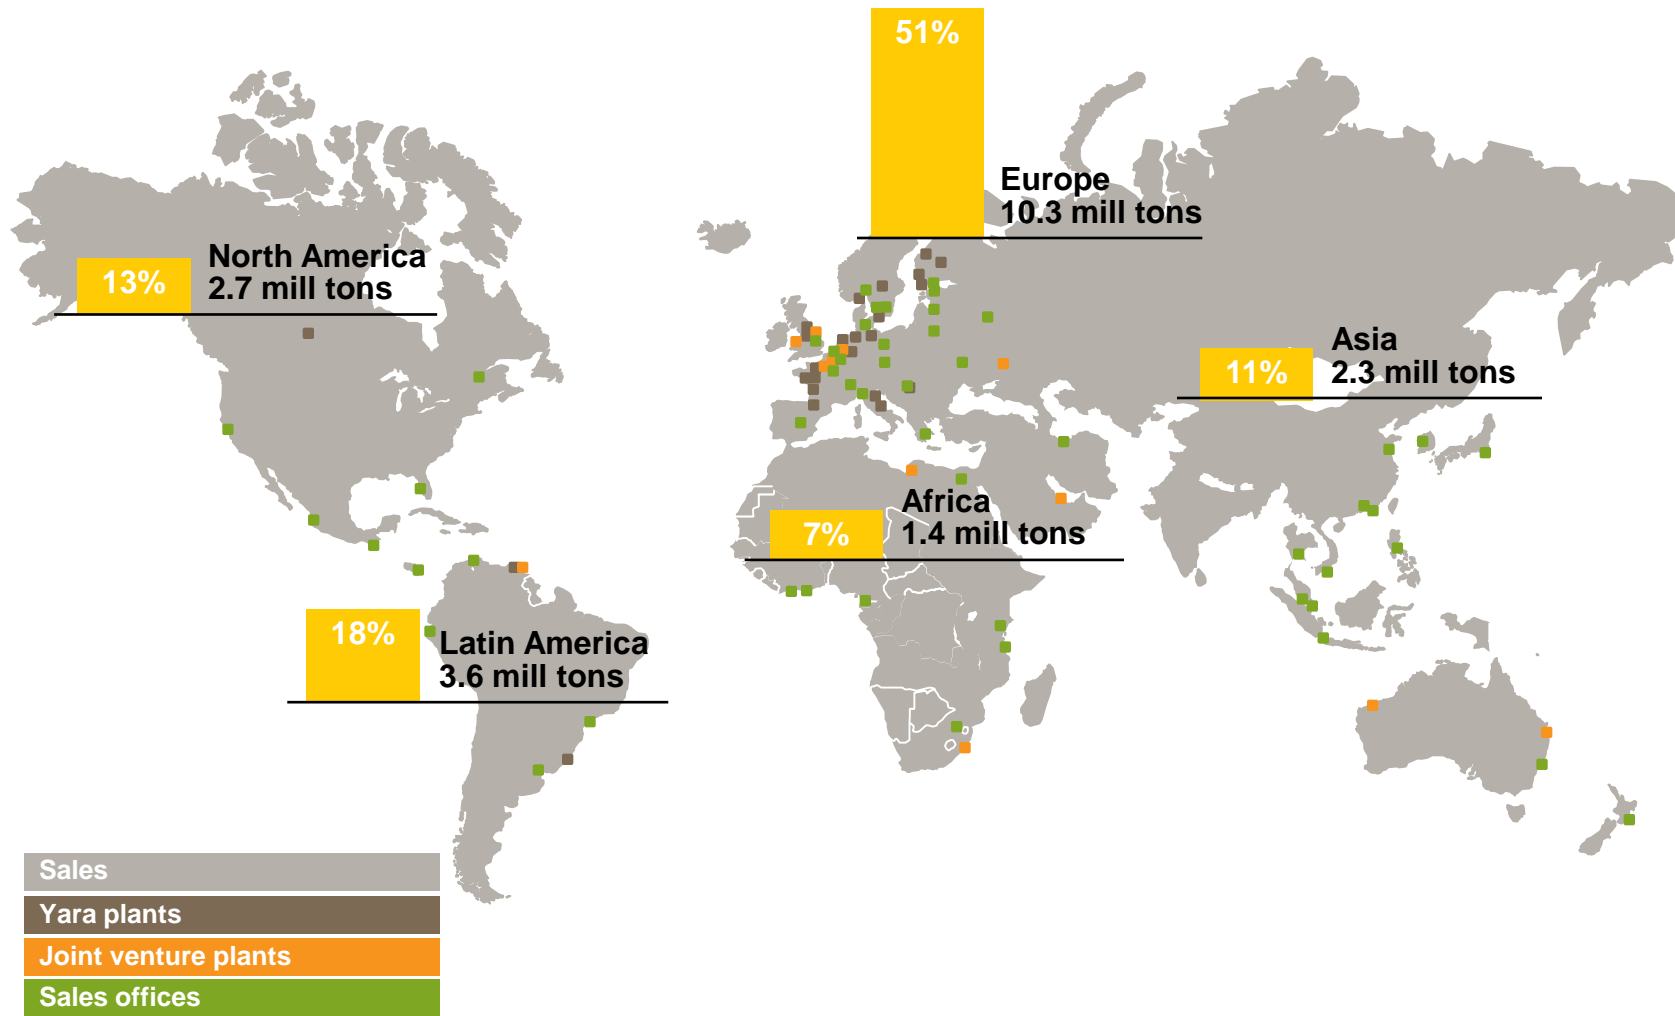 51%
Europe
10.3 mill tons
13%
North America
2.7 mill tons
11%
Asia
2.3 mill tons
7%
Africa
1.4 mill tons
18%
Latin America
3.6 mill tons
Sales
Yara plants
Joint venture plants
Sales offices